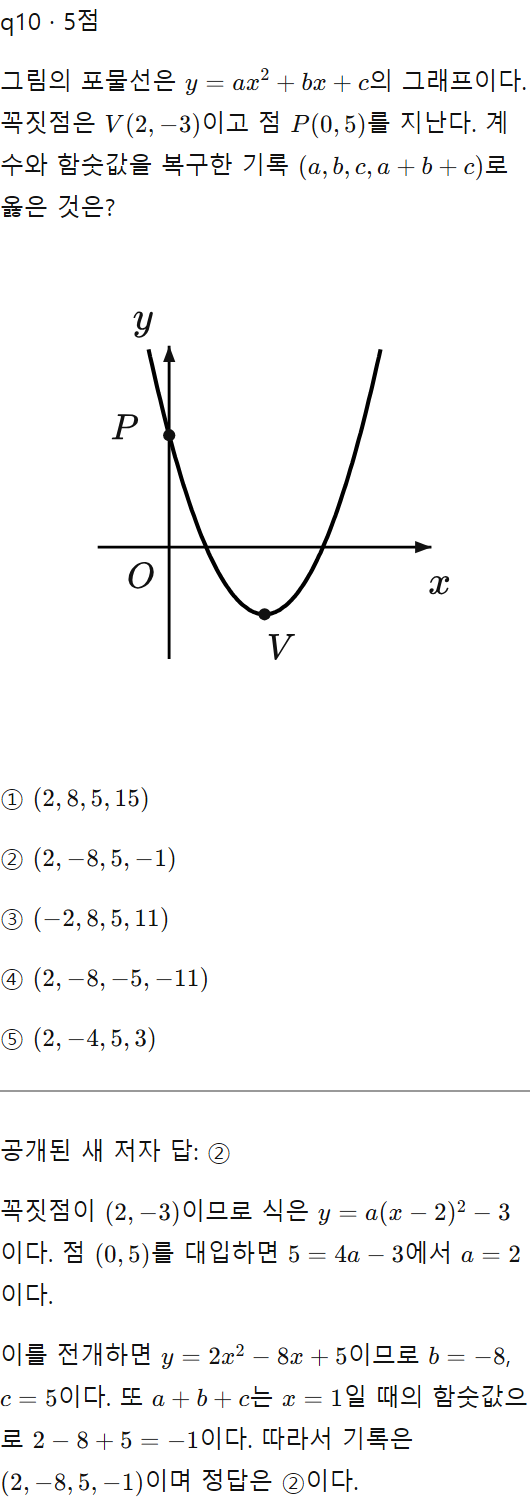 q10 · 5점
그림의 포물선은 y = ax² + bx + c의 그래프이다.
꼭짓점은 V(2, −3)이고 점 P(0, 5)를 지난다. 계
수와 함숫값을 복구한 기록 (a, b, c, a + b + c)로
옳은 것은?
y
P
O
x
V
① (2, 8, 5, 15)
② (2, −8, 5, −1)
③ (−2, 8, 5, 11)
④ (2, −8, −5, −11)
⑤ (2, −4, 5, 3)
공개된 새 저자 답: ②
꼭짓점이 (2, −3)이므로 식은 y = a(x − 2)² − 3
이다. 점 (0, 5)를 대입하면 5 = 4a − 3에서 a = 2
이다.
이를 전개하면 y = 2x² − 8x + 5이므로 b = −8,
c = 5이다. 또 a + b + c는 x = 1일 때의 함숫값으
로 2 − 8 + 5 = −1이다. 따라서 기록은
(2, −8, 5, −1)이며 정답은 ②이다.